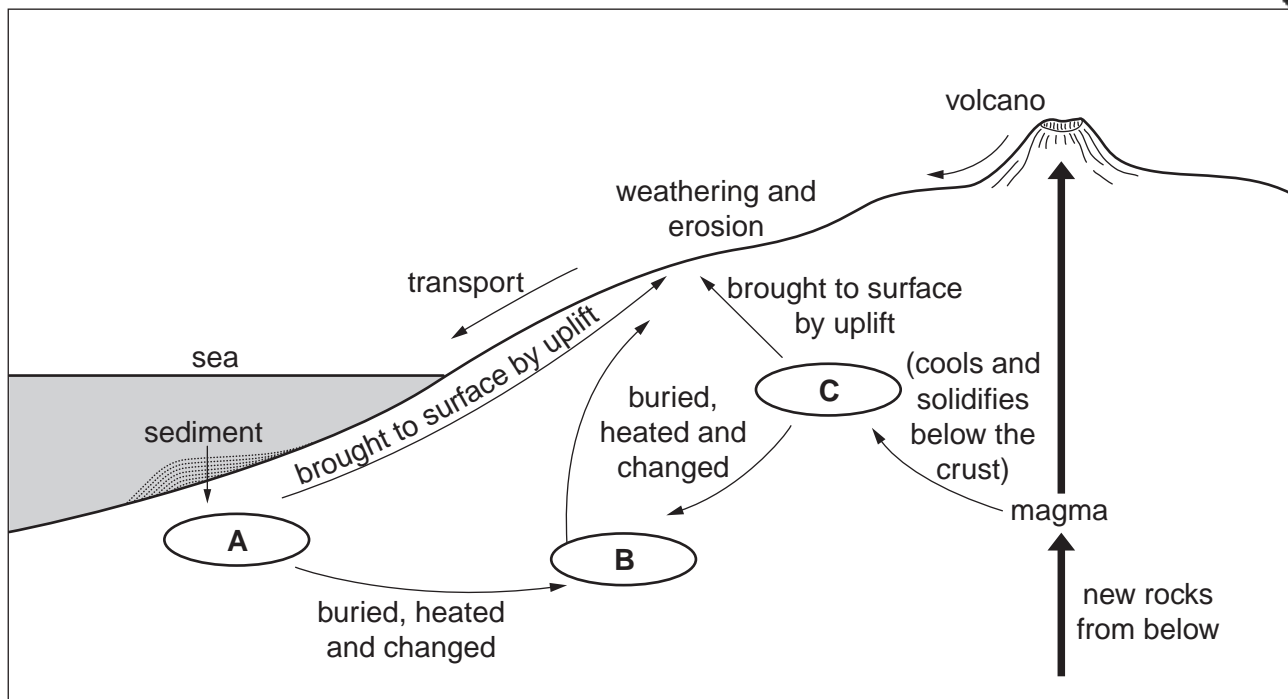 volcano
weathering and
erosion
transport
brought to surface
by uplift
sea
brought to surface by uplift
C
(cools and
solidifies
below the
crust)
buried,
heated and
changed
sediment
magma
A
B
buried, heated
and changed
new rocks
from below